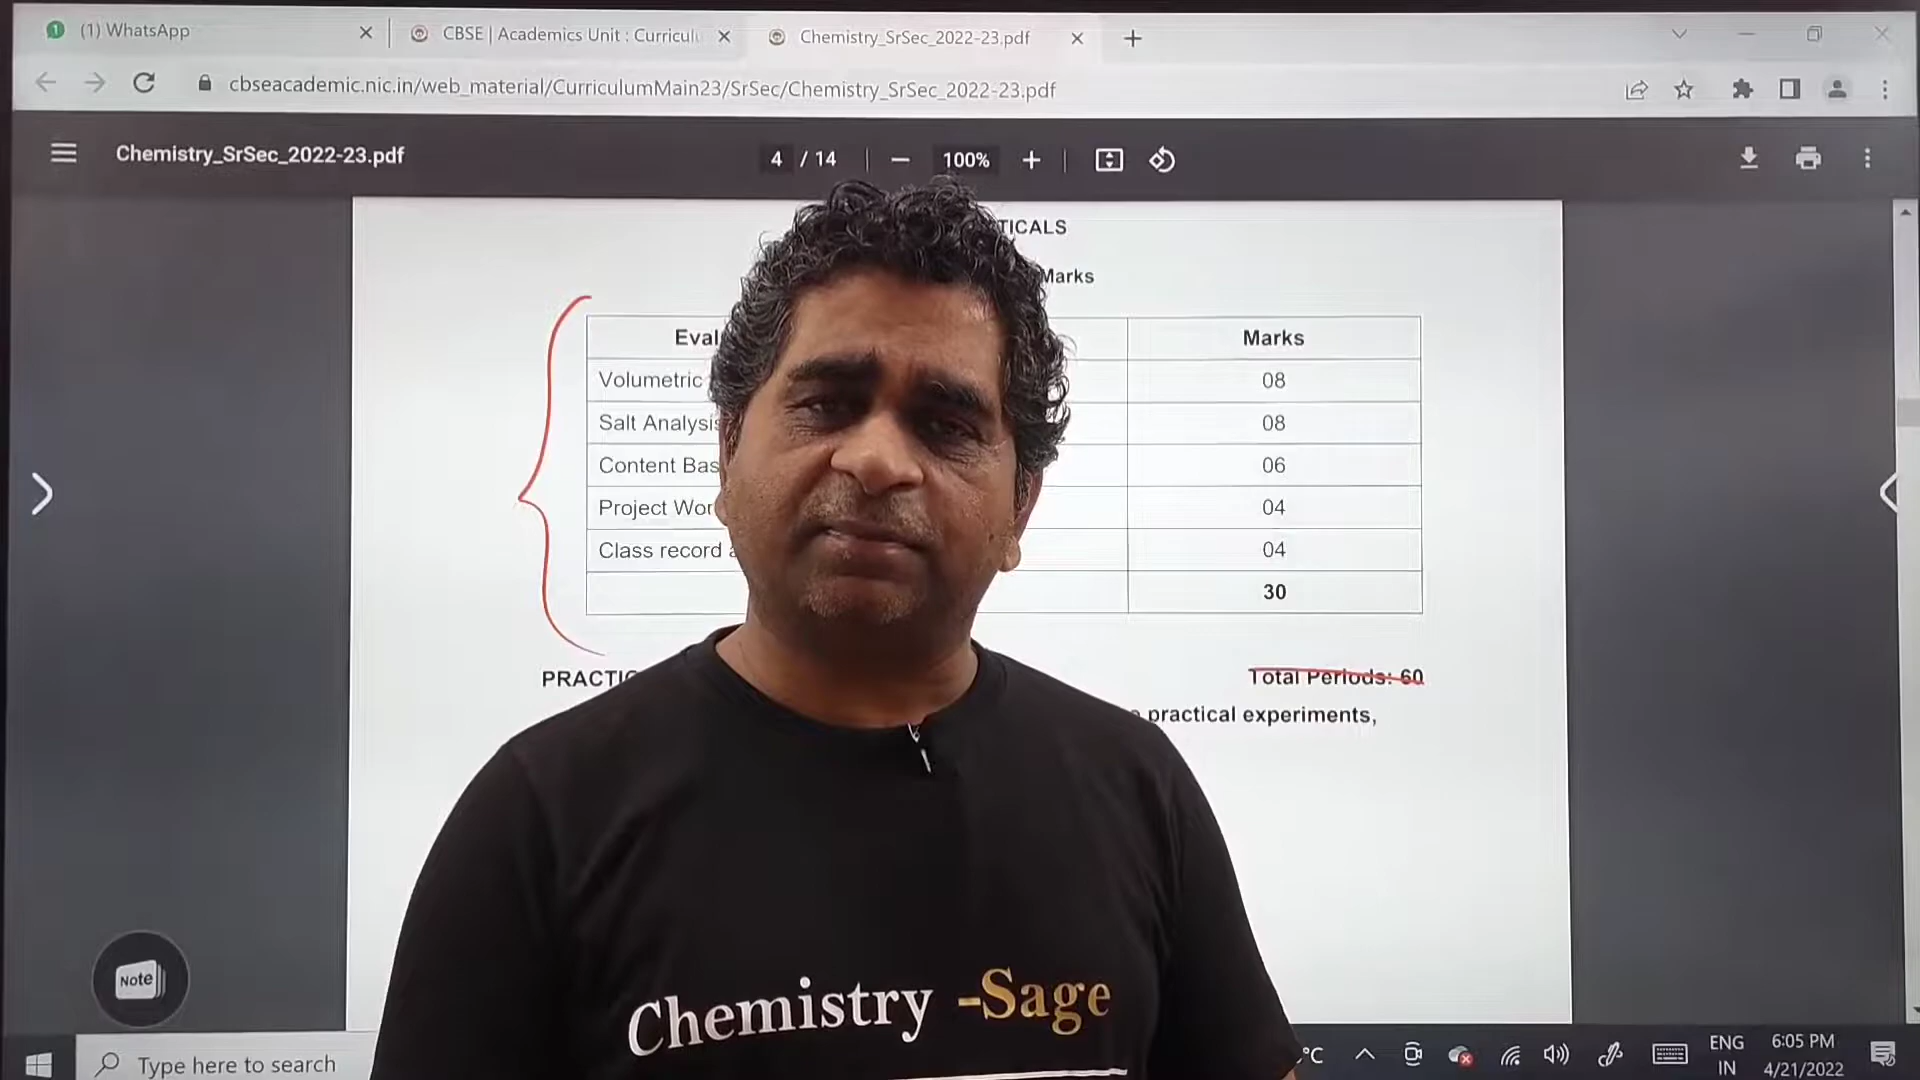 (1) WhatsApp
CBSE | Academics Unit : Curricul
Chemistry_SrSec_2022-23.pdf
cbseacademic.nic.in/web_material/CurriculumMain23/SrSec/Chemistry_SrSec_2022-23.pdf
Chemistry_SrSec_2022-23.pdf
4 / 14
100%
TICALS
Marks
Eval
Marks
Volumetric
08
Salt Analysis
08
Content Bas
06
Project Wor
04
Class record
04
30
PRACTIC
Total Periods: 60
practical experiments,
Note
Chemistry -Sage
Type here to search
°C
ENG
IN
6:05 PM
4/21/2022